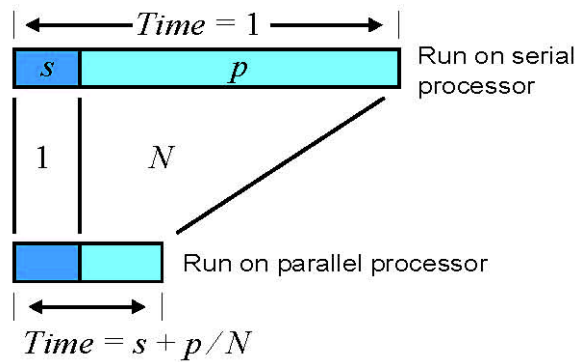 Time = 1
s p
Run on serial
processor
1 N
Run on parallel processor
Time = s + p / N